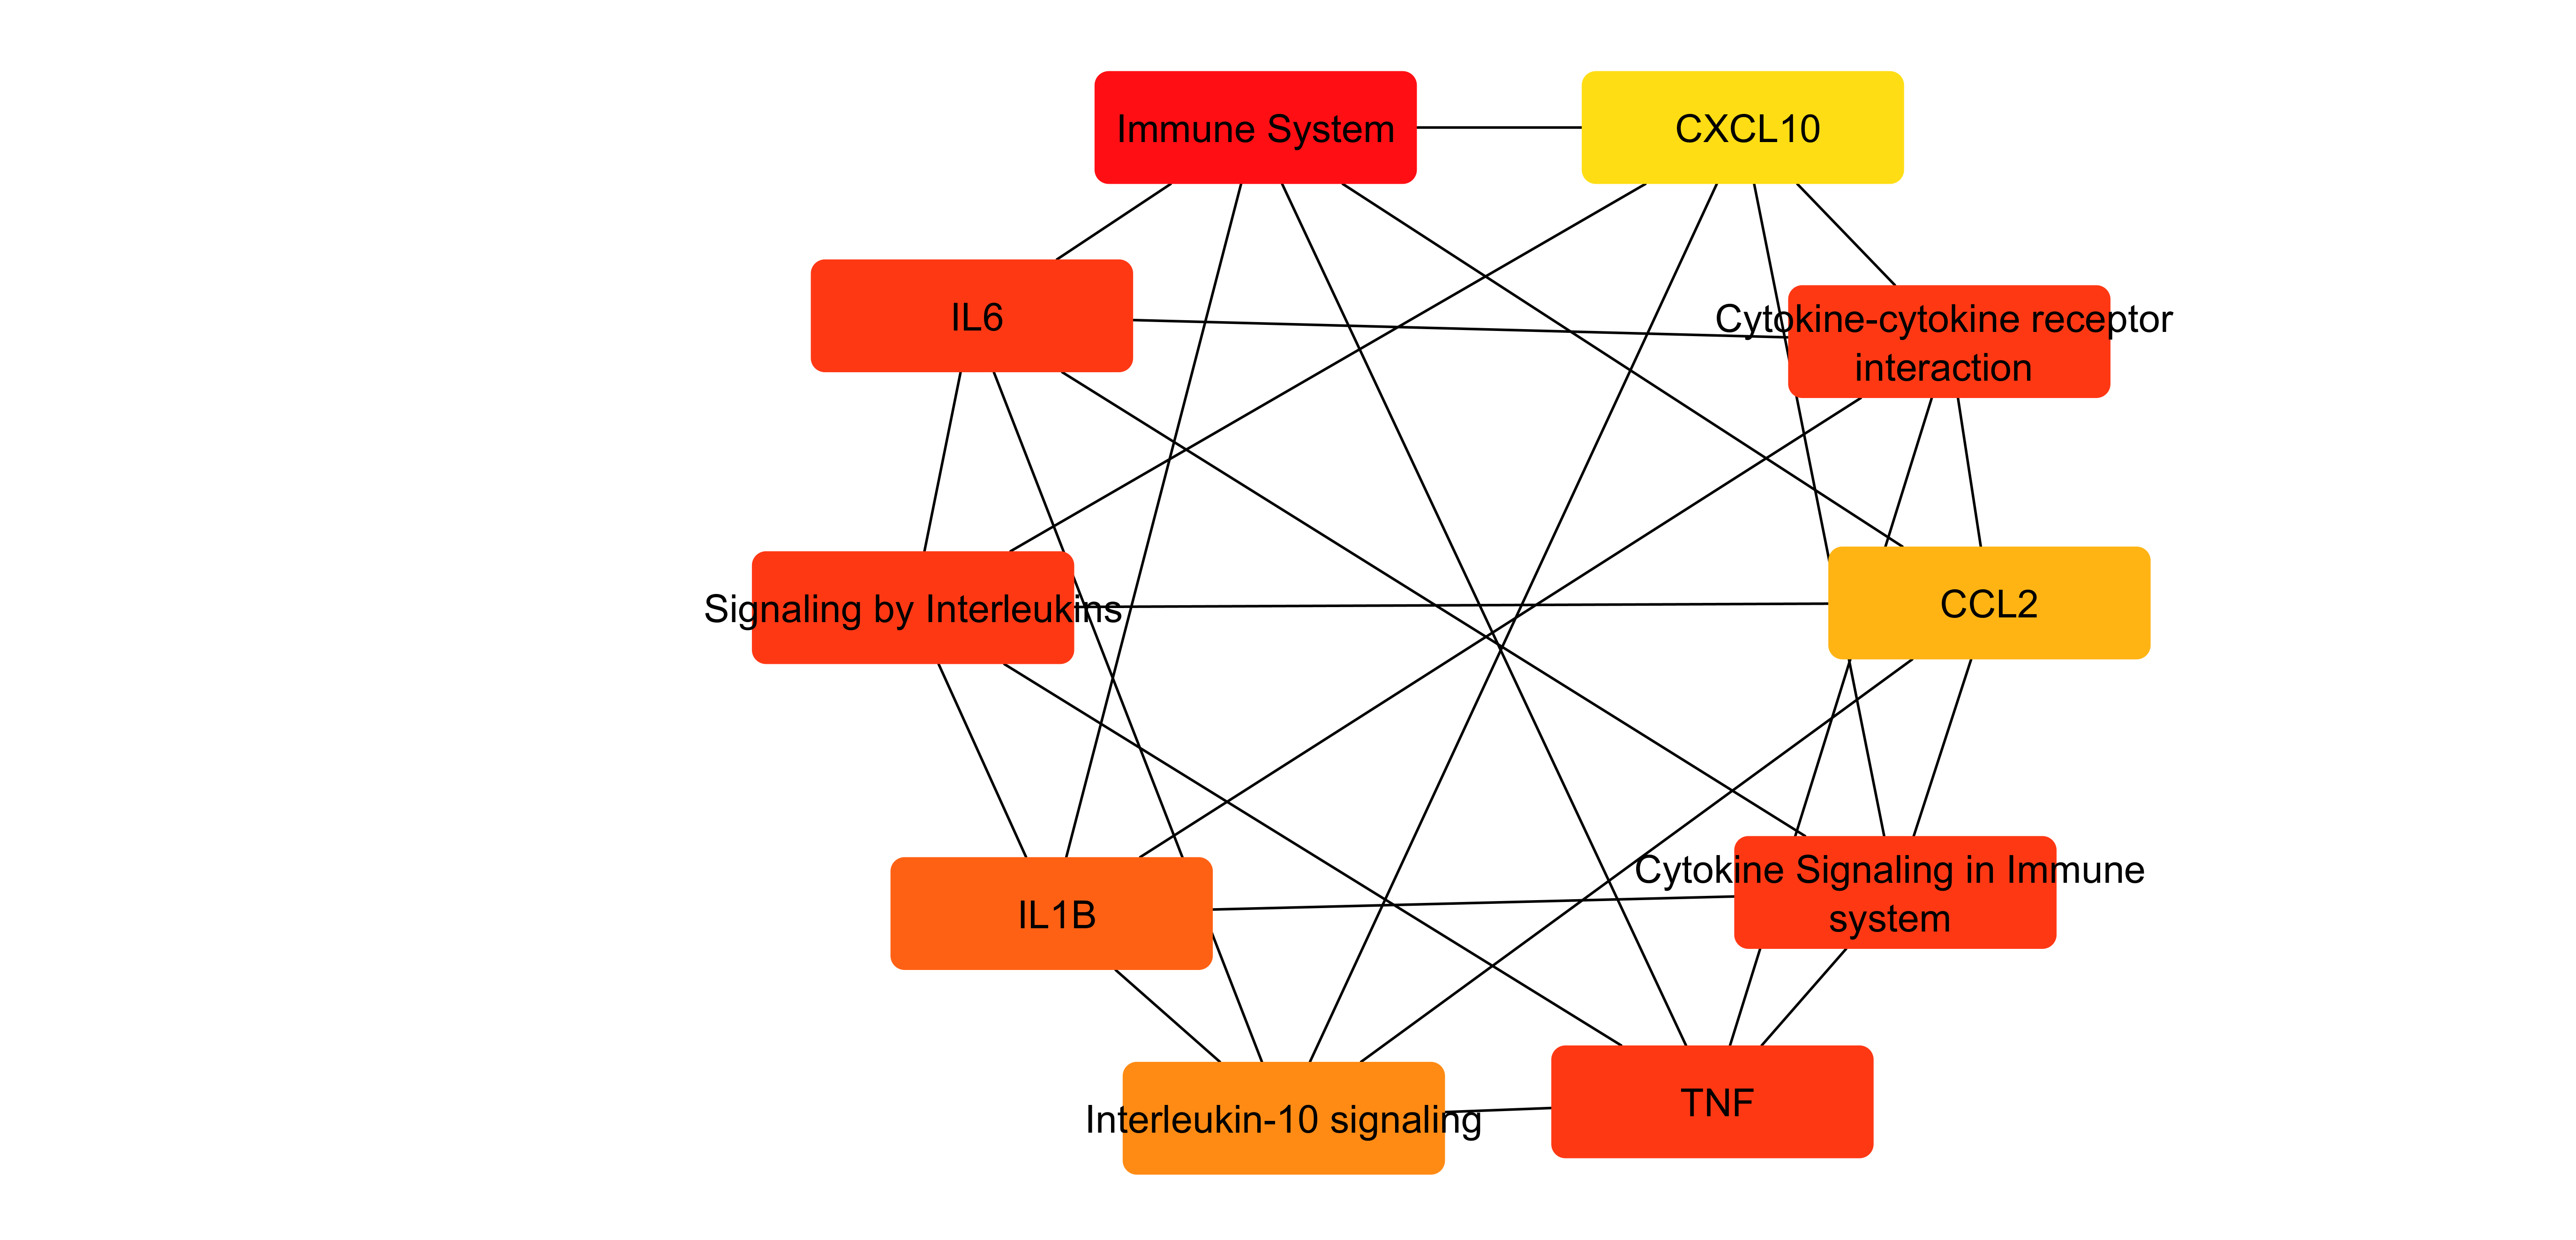 Immune System
CXCL10
IL6
Cytokine-cytokine receptor
interaction
Signaling by Interleukins
CCL2
Cytokine Signaling in Immune
system
IL1B
Interleukin-10 signaling
TNF